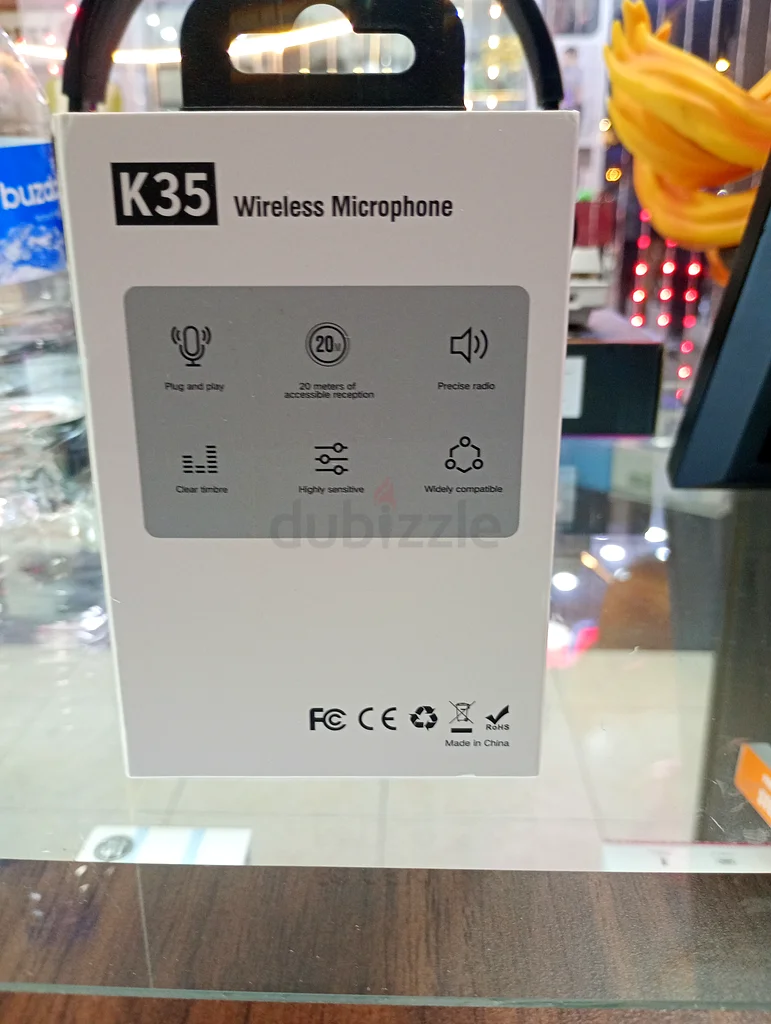 K35 Wireless Microphone
20M
Plug and play
20 meters of
accessible reception
Precise radio
Clear timbre
Highly sensitive
Widely compatible
dubizzle
FC CE RoHS
Made in China